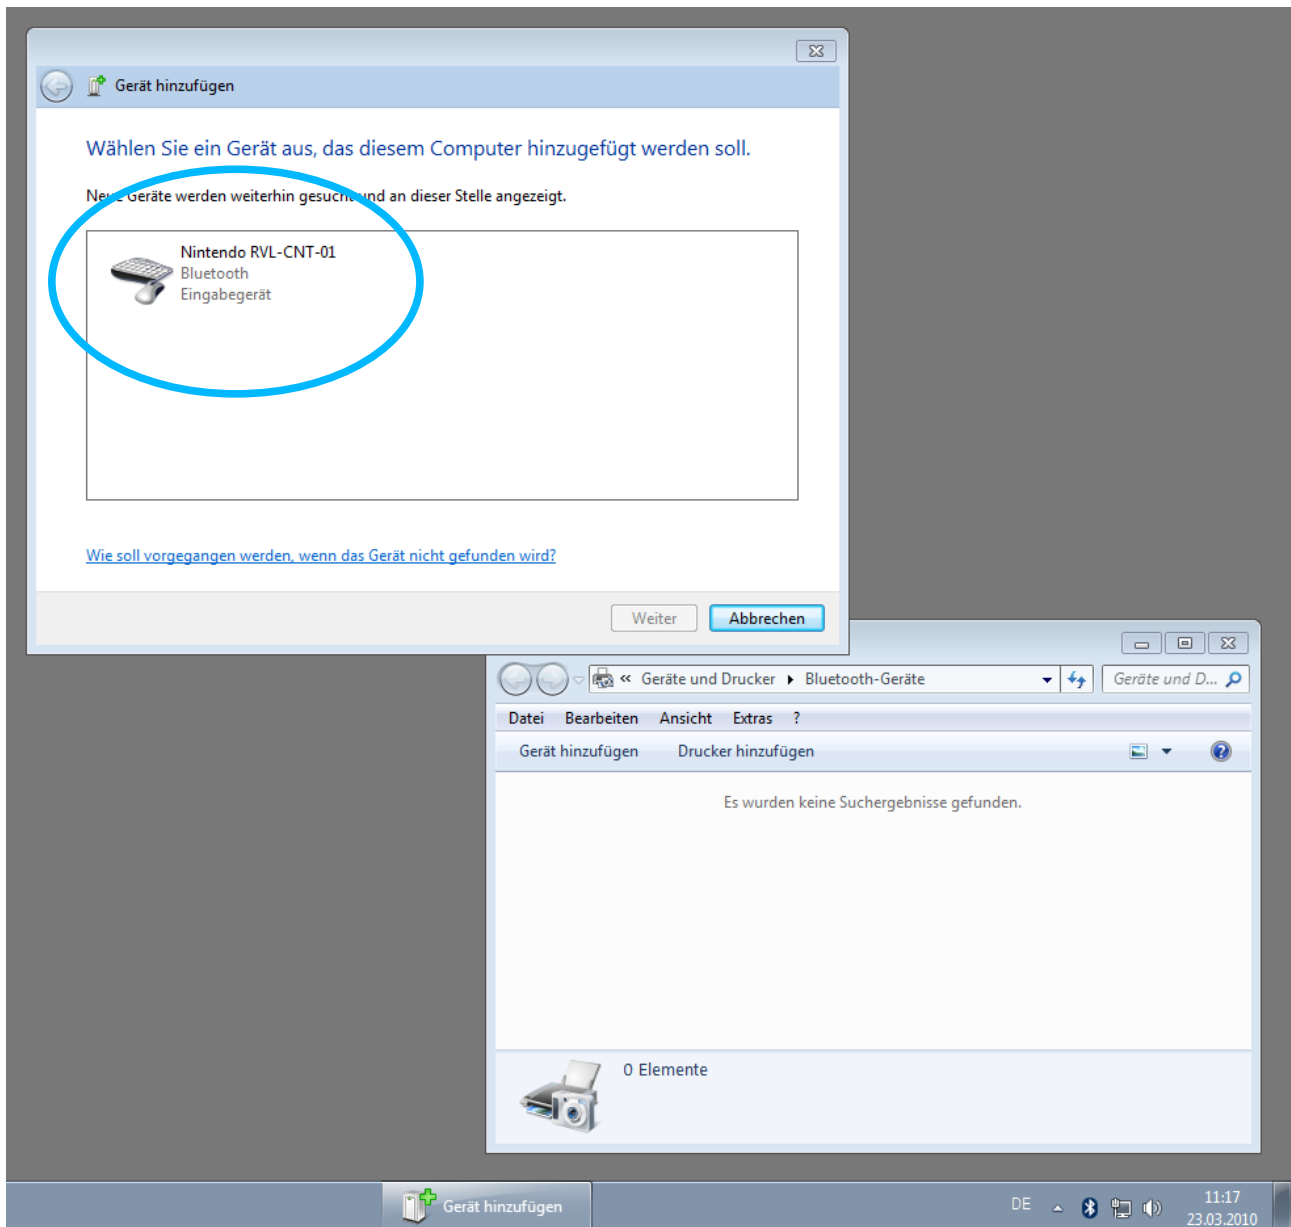 Gerät hinzufügen
Wählen Sie ein Gerät aus, das diesem Computer hinzugefügt werden soll.
Neue Geräte werden weiterhin gesucht und an dieser Stelle angezeigt.
Nintendo RVL-CNT-01
Bluetooth
Eingabegerät
Wie soll vorgegangen werden, wenn das Gerät nicht gefunden wird?
Weiter Abbrechen
« Geräte und Drucker Bluetooth-Geräte Geräte und D...
Datei Bearbeiten Ansicht Extras ?
Gerät hinzufügen Drucker hinzufügen
Es wurden keine Suchergebnisse gefunden.
0 Elemente
Gerät hinzufügen DE 11:17
23.03.2010